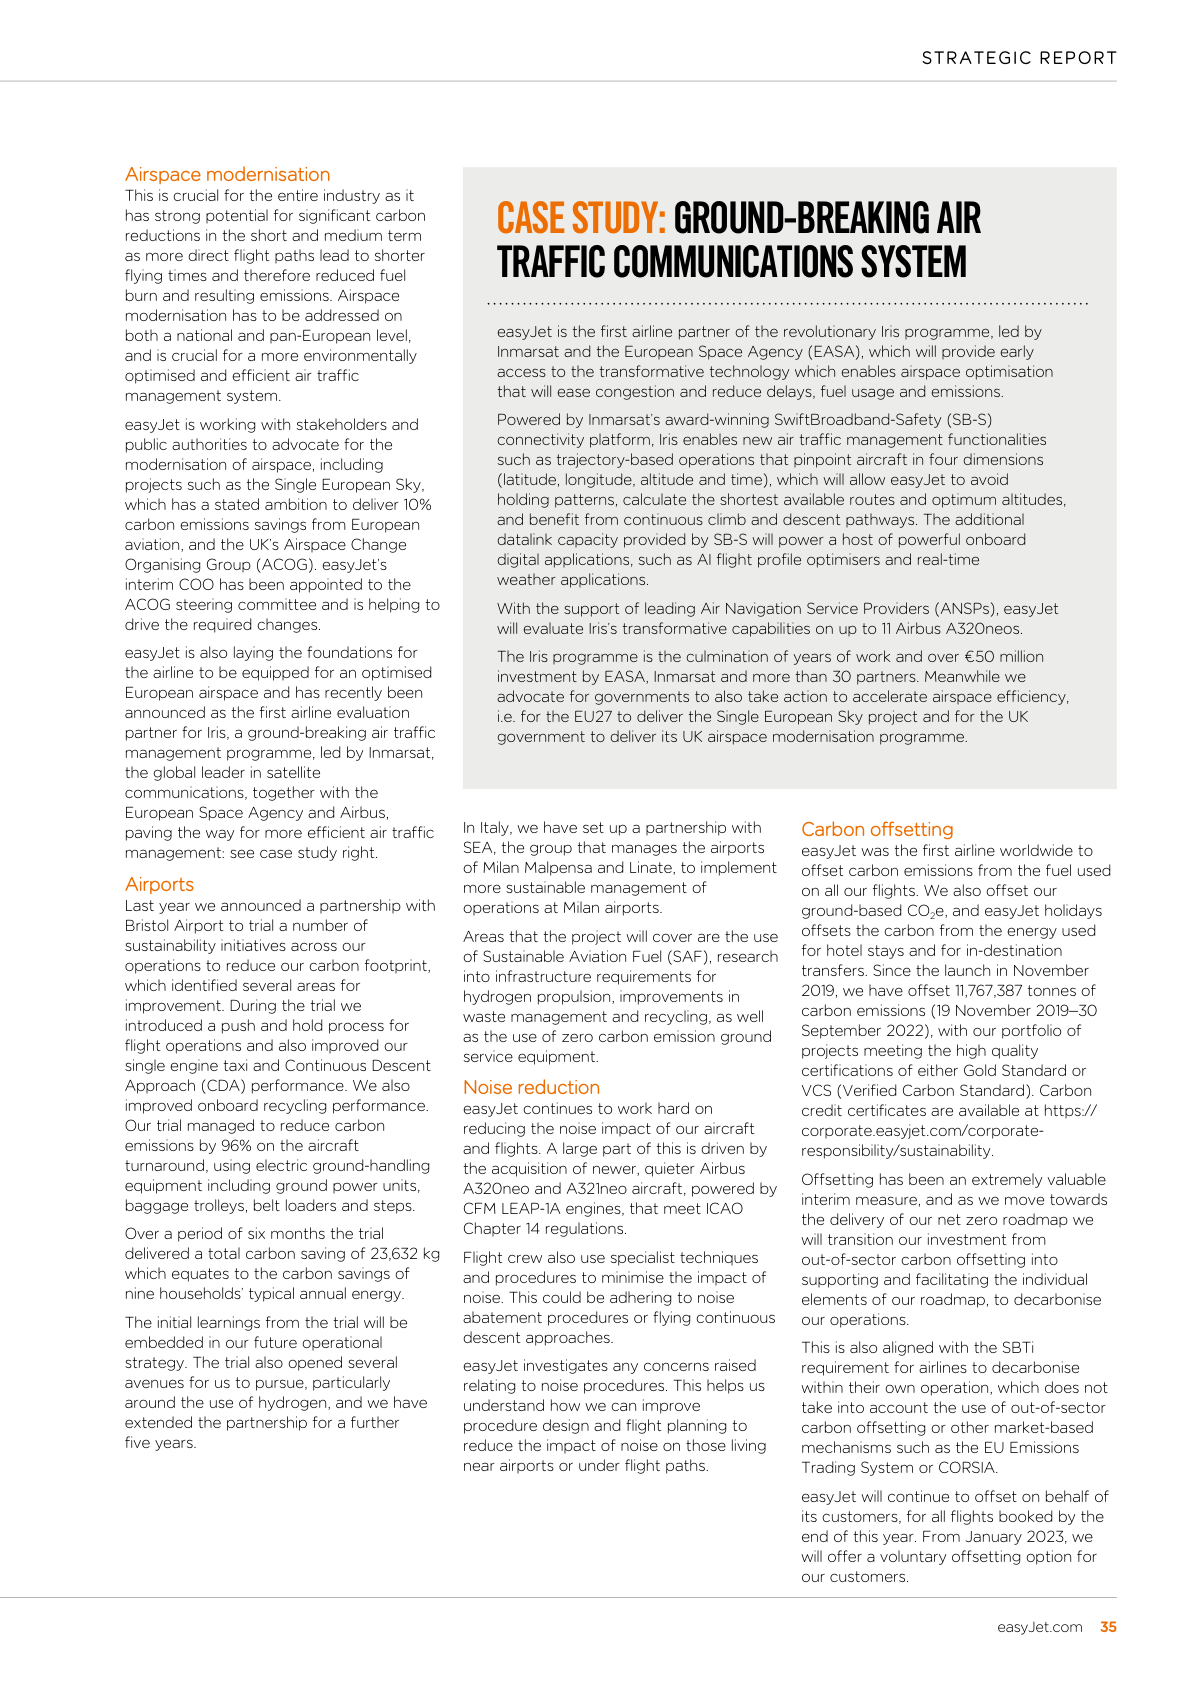 STRATEGIC REPORT
Airspace modernisation
This is crucial for the entire industry as it
has strong potential for significant carbon
reductions in the short and medium term
as more direct flight paths lead to shorter
flying times and therefore reduced fuel
burn and resulting emissions. Airspace
modernisation has to be addressed on
both a national and pan-European level,
and is crucial for a more environmentally
optimised and efficient air traffic
management system.
easyJet is working with stakeholders and
public authorities to advocate for the
modernisation of airspace, including
projects such as the Single European Sky,
which has a stated ambition to deliver 10%
carbon emissions savings from European
aviation, and the UK's Airspace Change
Organising Group (ACOG). easyJet's
interim COO has been appointed to the
ACOG steering committee and is helping to
drive the required changes.
easyJet is also laying the foundations for
the airline to be equipped for an optimised
European airspace and has recently been
announced as the first airline evaluation
partner for Iris, a ground-breaking air traffic
management programme, led by Inmarsat,
the global leader in satellite
communications, together with the
European Space Agency and Airbus,
paving the way for more efficient air traffic
management: see case study right.
Airports
Last year we announced a partnership with
Bristol Airport to trial a number of
sustainability initiatives across our
operations to reduce our carbon footprint,
which identified several areas for
improvement. During the trial we
introduced a push and hold process for
flight operations and also improved our
single engine taxi and Continuous Descent
Approach (CDA) performance. We also
improved onboard recycling performance.
Our trial managed to reduce carbon
emissions by 96% on the aircraft
turnaround, using electric ground-handling
equipment including ground power units,
baggage trolleys, belt loaders and steps.
Over a period of six months the trial
delivered a total carbon saving of 23,632 kg
which equates to the carbon savings of
nine households' typical annual energy.
The initial learnings from the trial will be
embedded in our future operational
strategy. The trial also opened several
avenues for us to pursue, particularly
around the use of hydrogen, and we have
extended the partnership for a further
five years.
CASE STUDY: GROUND-BREAKING AIR
TRAFFIC COMMUNICATIONS SYSTEM
easyJet is the first airline partner of the revolutionary Iris programme, led by
Inmarsat and the European Space Agency (EASA), which will provide early
access to the transformative technology which enables airspace optimisation
that will ease congestion and reduce delays, fuel usage and emissions.
Powered by Inmarsat's award-winning SwiftBroadband-Safety (SB-S)
connectivity platform, Iris enables new air traffic management functionalities
such as trajectory-based operations that pinpoint aircraft in four dimensions
(latitude, longitude, altitude and time), which will allow easyJet to avoid
holding patterns, calculate the shortest available routes and optimum altitudes,
and benefit from continuous climb and descent pathways. The additional
datalink capacity provided by SB-S will power a host of powerful onboard
digital applications, such as AI flight profile optimisers and real-time
weather applications.
With the support of leading Air Navigation Service Providers (ANSPs), easyJet
will evaluate Iris's transformative capabilities on up to 11 Airbus A320neos.
The Iris programme is the culmination of years of work and over €50 million
investment by EASA, Inmarsat and more than 30 partners. Meanwhile we
advocate for governments to also take action to accelerate airspace efficiency,
i.e. for the EU27 to deliver the Single European Sky project and for the UK
government to deliver its UK airspace modernisation programme.
In Italy, we have set up a partnership with
SEA, the group that manages the airports
of Milan Malpensa and Linate, to implement
more sustainable management of
operations at Milan airports.
Areas that the project will cover are the use
of Sustainable Aviation Fuel (SAF), research
into infrastructure requirements for
hydrogen propulsion, improvements in
waste management and recycling, as well
as the use of zero carbon emission ground
service equipment.
Noise reduction
easyJet continues to work hard on
reducing the noise impact of our aircraft
and flights. A large part of this is driven by
the acquisition of newer, quieter Airbus
A320neo and A321neo aircraft, powered by
CFM LEAP-1A engines, that meet ICAO
Chapter 14 regulations.
Flight crew also use specialist techniques
and procedures to minimise the impact of
noise. This could be adhering to noise
abatement procedures or flying continuous
descent approaches.
easyJet investigates any concerns raised
relating to noise procedures. This helps us
understand how we can improve
procedure design and flight planning to
reduce the impact of noise on those living
near airports or under flight paths.
Carbon offsetting
easyJet was the first airline worldwide to
offset carbon emissions from the fuel used
on all our flights. We also offset our
ground-based CO₂e, and easyJet holidays
offsets the carbon from the energy used
for hotel stays and for in-destination
transfers. Since the launch in November
2019, we have offset 11,767,387 tonnes of
carbon emissions (19 November 2019–30
September 2022), with our portfolio of
projects meeting the high quality
certifications of either Gold Standard or
VCS (Verified Carbon Standard). Carbon
credit certificates are available at https://
corporate.easyjet.com/corporate-
responsibility/sustainability.
Offsetting has been an extremely valuable
interim measure, and as we move towards
the delivery of our net zero roadmap we
will transition our investment from
out-of-sector carbon offsetting into
supporting and facilitating the individual
elements of our roadmap, to decarbonise
our operations.
This is also aligned with the SBTi
requirement for airlines to decarbonise
within their own operation, which does not
take into account the use of out-of-sector
carbon offsetting or other market-based
mechanisms such as the EU Emissions
Trading System or CORSIA.
easyJet will continue to offset on behalf of
its customers, for all flights booked by the
end of this year. From January 2023, we
will offer a voluntary offsetting option for
our customers.
easyJet.com 35